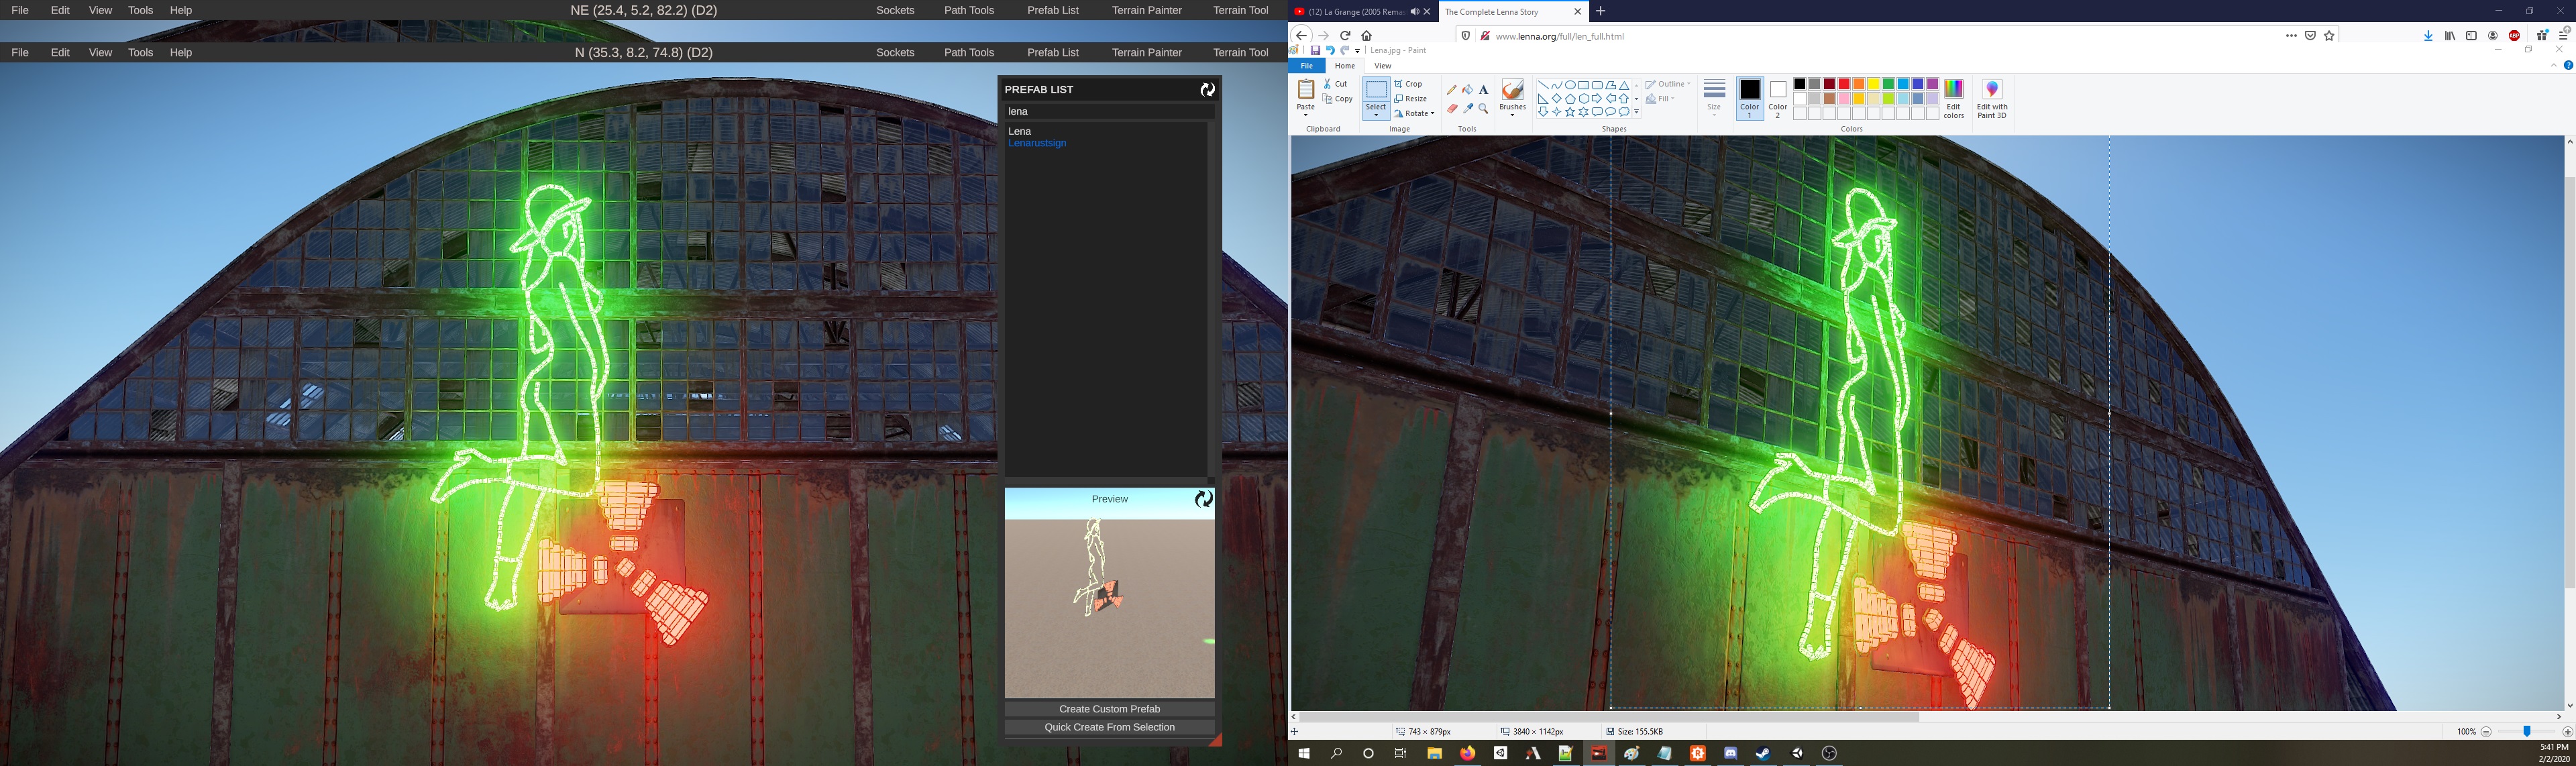 File Edit View Tools Help NE (25.4, 5.2, 82.2) (D2) Sockets Path Tools Prefab List Terrain Painter Terrain Tool
File Edit View Tools Help N (35.3, 8.2, 74.8) (D2) Sockets Path Tools Prefab List Terrain Painter Terrain Tool
PREFAB LIST
lena
Lena
Lenarustsign
Preview
Create Custom Prefab
Quick Create From Selection
(12) La Grange (2005 Rema
The Complete Lenna Story
www.lenna.org/full/len_full.html
Lena.jpg - Paint
File Home View
Paste
Cut
Copy
Clipboard
Select
Crop
Resize
Rotate
Image
A
Tools
Brushes
Outline
Fill
Shapes
Size
Color 1
Color 2
Edit colors
Colors
Edit with Paint 3D
743 × 879px
3840 × 1142px
Size: 155.5KB
100%
5:41 PM
2/2/2020